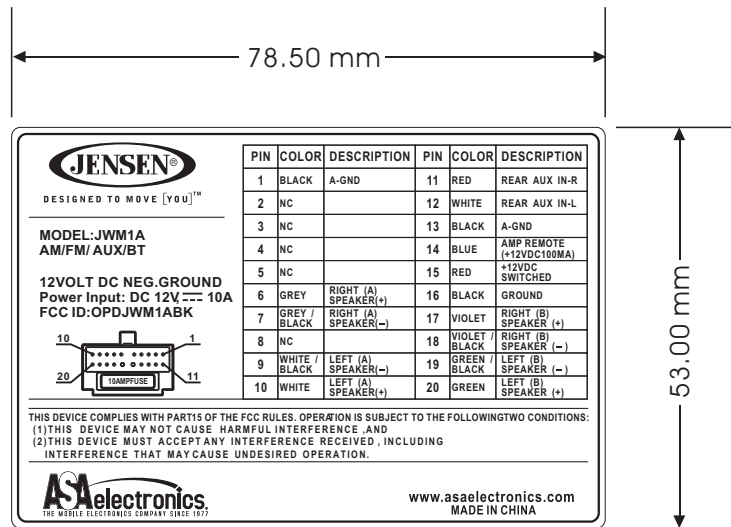 78.50 mm
53.00 mm
JENSEN®
DESIGNED TO MOVE [YOU]™
MODEL:JWM1A
AM/FM/ AUX/BT
12VOLT DC NEG.GROUND
Power Input: DC 12V, 10A
FCC ID:OPDJWM1ABK
10 1
20 11
10AMPFUSE
PIN COLOR DESCRIPTION PIN COLOR DESCRIPTION
1 BLACK A-GND 11 RED REAR AUX IN-R
2 NC 12 WHITE REAR AUX IN-L
3 NC 13 BLACK A-GND
4 NC 14 BLUE AMP REMOTE (+12VDC100MA)
5 NC 15 RED +12VDC SWITCHED
6 GREY RIGHT (A) SPEAKER(+) 16 BLACK GROUND
7 GREY / BLACK RIGHT (A) SPEAKER(−) 17 VIOLET RIGHT (B) SPEAKER (+)
8 NC 18 VIOLET / BLACK RIGHT (B) SPEAKER (−)
9 WHITE / BLACK LEFT (A) SPEAKER(−) 19 GREEN / BLACK LEFT (B) SPEAKER (−)
10 WHITE LEFT (A) SPEAKER(+) 20 GREEN LEFT (B) SPEAKER (+)
THIS DEVICE COMPLIES WITH PART15 OF THE FCC RULES. OPERATION IS SUBJECT TO THE FOLLOWINGTWO CONDITIONS:
(1)THIS DEVICE MAY NOT CAUSE HARMFUL INTERFERENCE ,AND
(2)THIS DEVICE MUST ACCEPT ANY INTERFERENCE RECEIVED , INCLUDING
INTERFERENCE THAT MAY CAUSE UNDESIRED OPERATION.
ASAelectronics.
THE MOBILE ELECTRONICS COMPANY SINCE 1977
www.asaelectronics.com
MADE IN CHINA